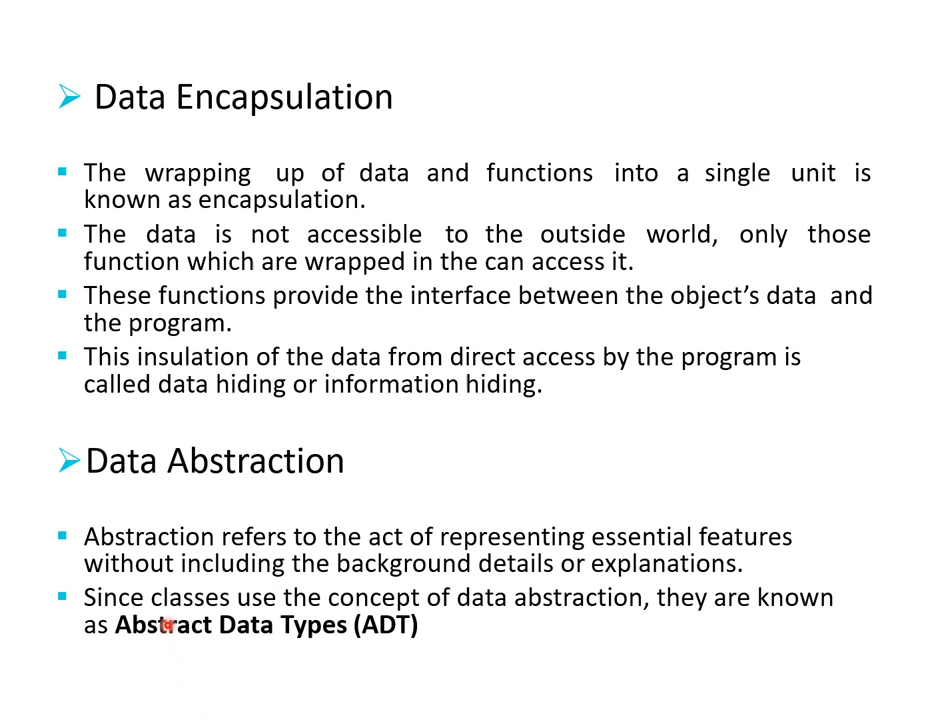 Data Encapsulation
The wrapping up of data and functions into a single unit is
known as encapsulation.
The data is not accessible to the outside world, only those
function which are wrapped in the can access it.
These functions provide the interface between the object’s data and
the program.
This insulation of the data from direct access by the program is
called data hiding or information hiding.
Data Abstraction
Abstraction refers to the act of representing essential features
without including the background details or explanations.
Since classes use the concept of data abstraction, they are known
as Abstract Data Types (ADT)